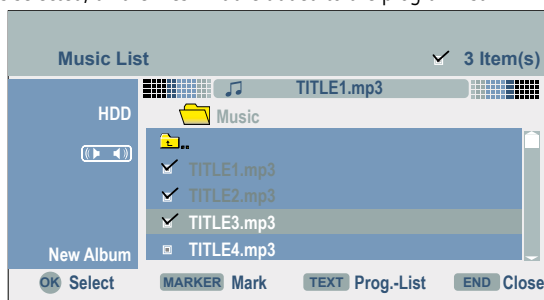 Music List 3 Item(s)
TITLE1.mp3
HDD
Music
..
TITLE1.mp3
TITLE2.mp3
TITLE3.mp3
New Album TITLE4.mp3
OK Select MARKER Mark TEXT Prog.-List END Close